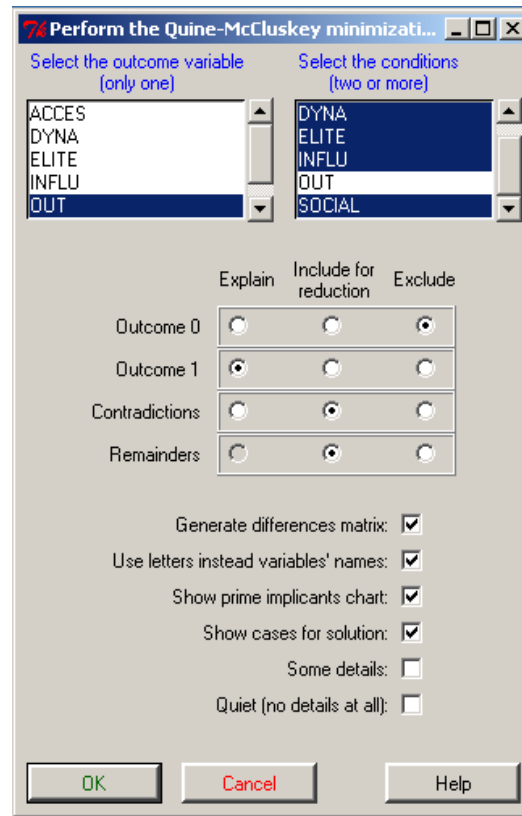 Perform the Quine-McCluskey minimizati...
Select the outcome variable
(only one)
Select the conditions
(two or more)
ACCES
DYNA
ELITE
INFLU
OUT
DYNA
ELITE
INFLU
OUT
SOCIAL
Explain
Include for
reduction
Exclude
Outcome 0
Outcome 1
Contradictions
Remainders
Generate differences matrix:
Use letters instead variables' names:
Show prime implicants chart:
Show cases for solution:
Some details:
Quiet (no details at all):
OK
Cancel
Help